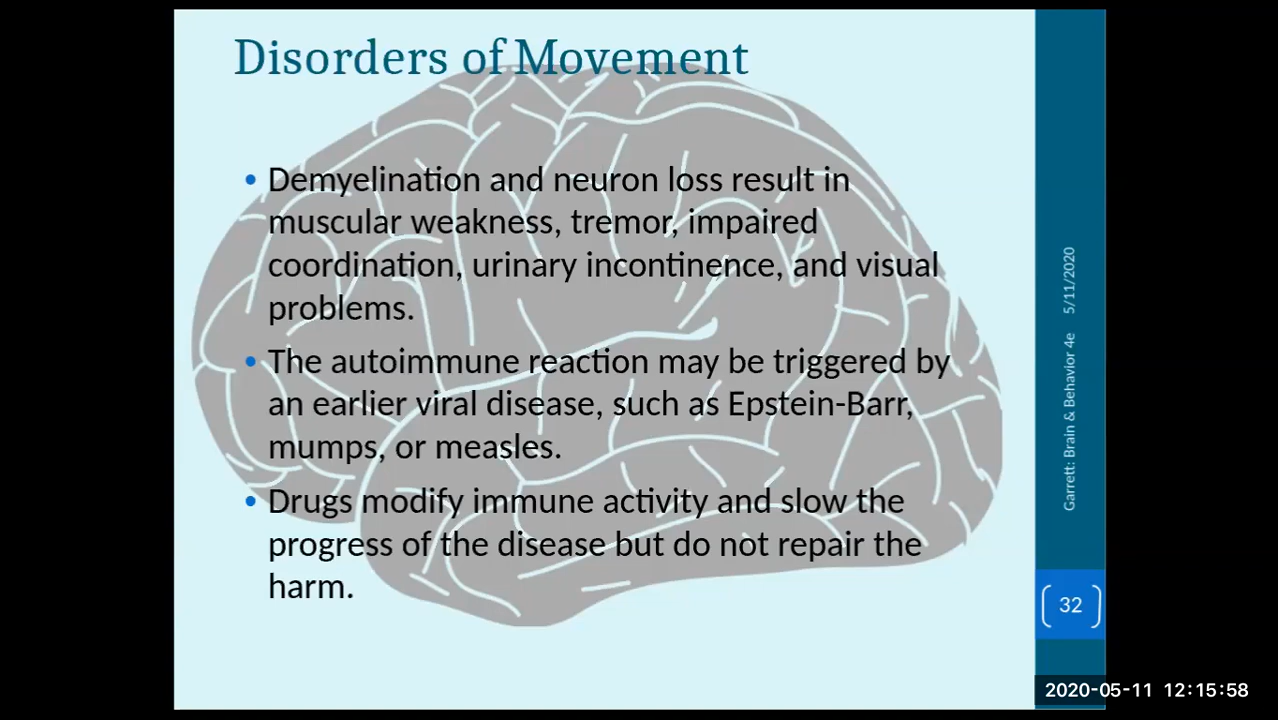 Disorders of Movement
• Demyelination and neuron loss result in
muscular weakness, tremor, impaired
coordination, urinary incontinence, and visual
problems.
• The autoimmune reaction may be triggered by
an earlier viral disease, such as Epstein-Barr,
mumps, or measles.
• Drugs modify immune activity and slow the
progress of the disease but do not repair the
harm.
Garrett: Brain & Behavior 4e 5/11/2020
32
2020-05-11 12:15:58